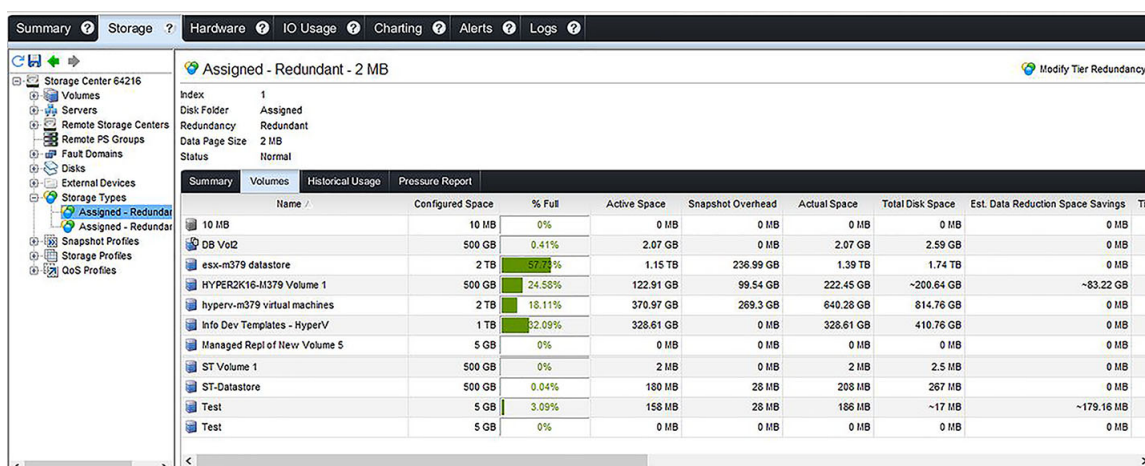 Summary ? Storage ? Hardware ? IO Usage ? Charting ? Alerts ? Logs ?
Storage Center 64216
Volumes
Servers
Remote Storage Centers
Remote PS Groups
Fault Domains
Disks
External Devices
Storage Types
Assigned - Redundan
Assigned - Redundan
Snapshot Profiles
Storage Profiles
QoS Profiles
Assigned - Redundant - 2 MB
Modify Tier Redundancy
Index 1
Disk Folder Assigned
Redundancy Redundant
Data Page Size 2 MB
Status Normal
Summary Volumes Historical Usage Pressure Report
Name Configured Space % Full Active Space Snapshot Overhead Actual Space Total Disk Space Est. Data Reduction Space Savings
10 MB 10 MB 0% 0 MB 0 MB 0 MB 0 MB 0 MB
DB Vol2 500 GB 0.41% 2.07 GB 0 MB 2.07 GB 2.59 GB 0 MB
esx-m379 datastore 2 TB 57.73% 1.15 TB 236.99 GB 1.39 TB 1.74 TB 0 MB
HYPER2K16-M379 Volume 1 500 GB 24.58% 122.91 GB 99.54 GB 222.45 GB ~200.64 GB ~83.22 GB
hyperv-m379 virtual machines 2 TB 18.11% 370.97 GB 269.3 GB 640.28 GB 814.76 GB 0 MB
Info Dev Templates - HyperV 1 TB 32.09% 328.61 GB 0 MB 328.61 GB 410.76 GB 0 MB
Managed Repl of New Volume 5 5 GB 0% 0 MB 0 MB 0 MB 0 MB 0 MB
ST Volume 1 500 GB 0% 2 MB 0 MB 2 MB 2.5 MB 0 MB
ST-Datastore 500 GB 0.04% 180 MB 28 MB 208 MB 267 MB 0 MB
Test 5 GB 3.09% 158 MB 28 MB 186 MB ~17 MB ~179.16 MB
Test 5 GB 0% 0 MB 0 MB 0 MB 0 MB 0 MB